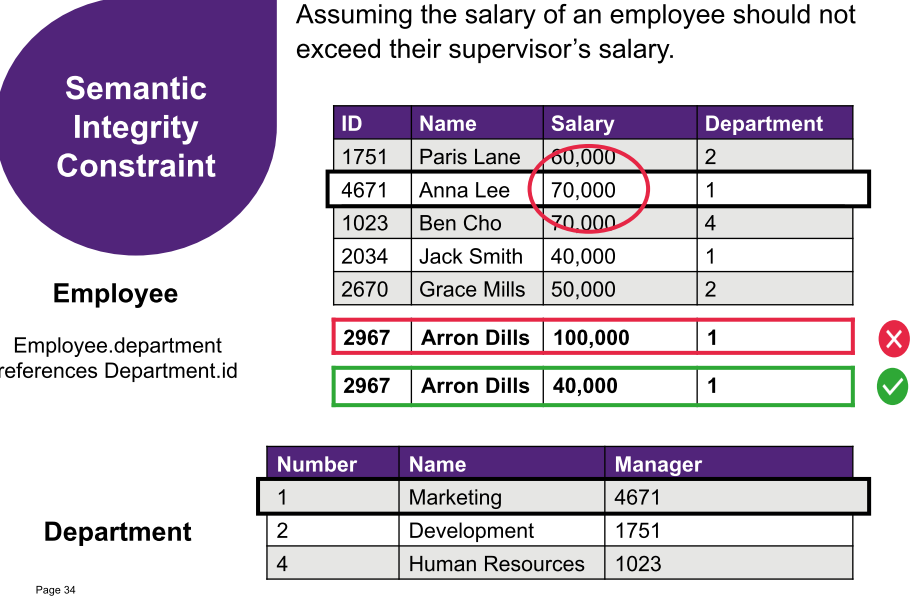 Assuming the salary of an employee should not
exceed their supervisor's salary.
Semantic
Integrity
Constraint
ID Name Salary Department
1751 Paris Lane 60,000 2
4671 Anna Lee 70,000 1
1023 Ben Cho 70,000 4
2034 Jack Smith 40,000 1
2670 Grace Mills 50,000 2
2967 Arron Dills 100,000 1
2967 Arron Dills 40,000 1
Employee
Employee.department
references Department.id
Number Name Manager
1 Marketing 4671
2 Development 1751
4 Human Resources 1023
Department
Page 34